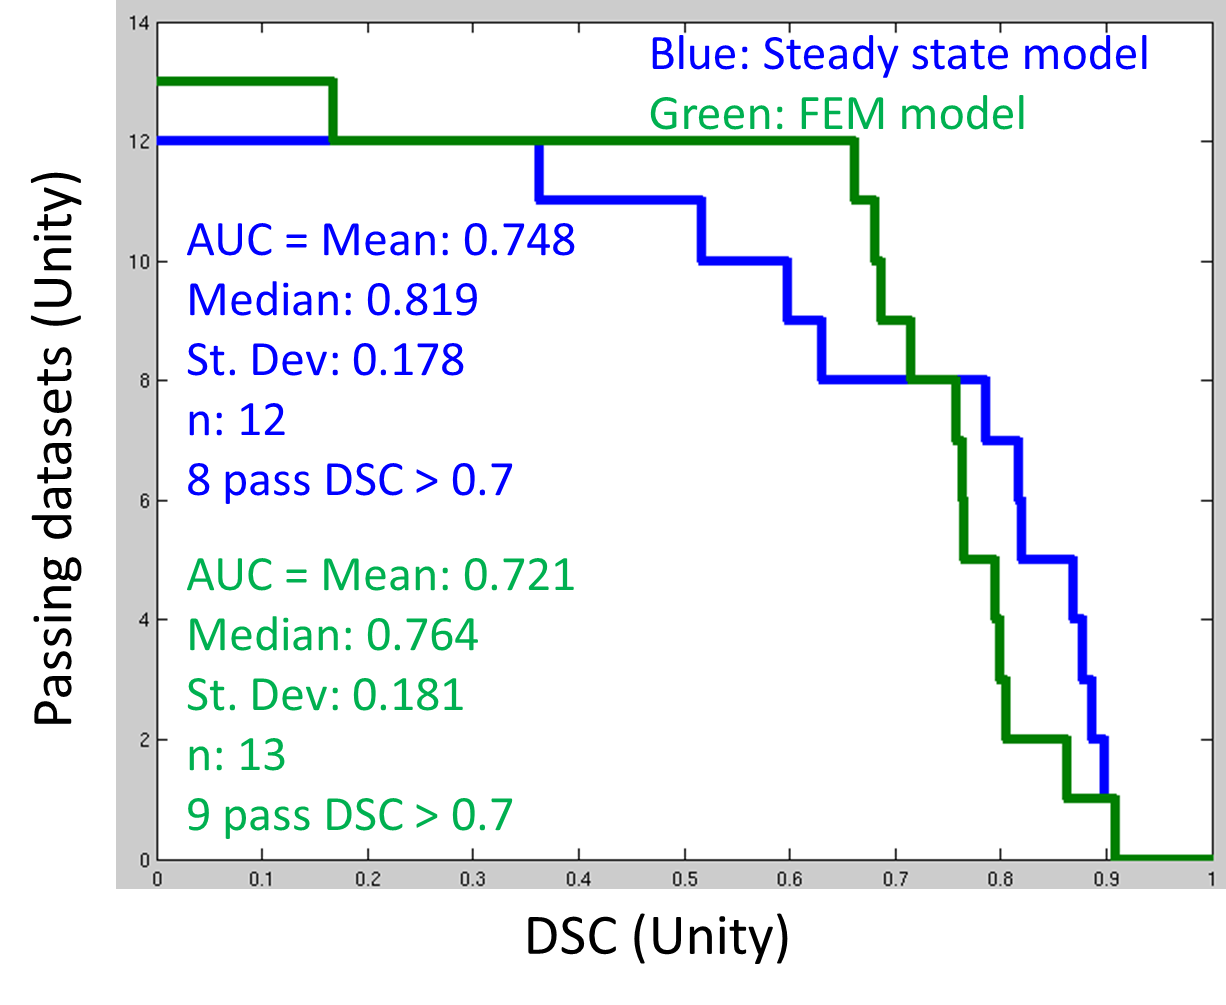 14
Blue: Steady state model
Green: FEM model
12
AUC = Mean: 0.748
10
Median: 0.819
St. Dev: 0.178
8
n: 12
8 pass DSC > 0.7
6
AUC = Mean: 0.721
4
Median: 0.764
St. Dev: 0.181
2
n: 13
9 pass DSC > 0.7
0
0 0.1 0.2 0.3 0.4 0.5 0.6 0.7 0.8 0.9 1
Passing datasets (Unity)
DSC (Unity)